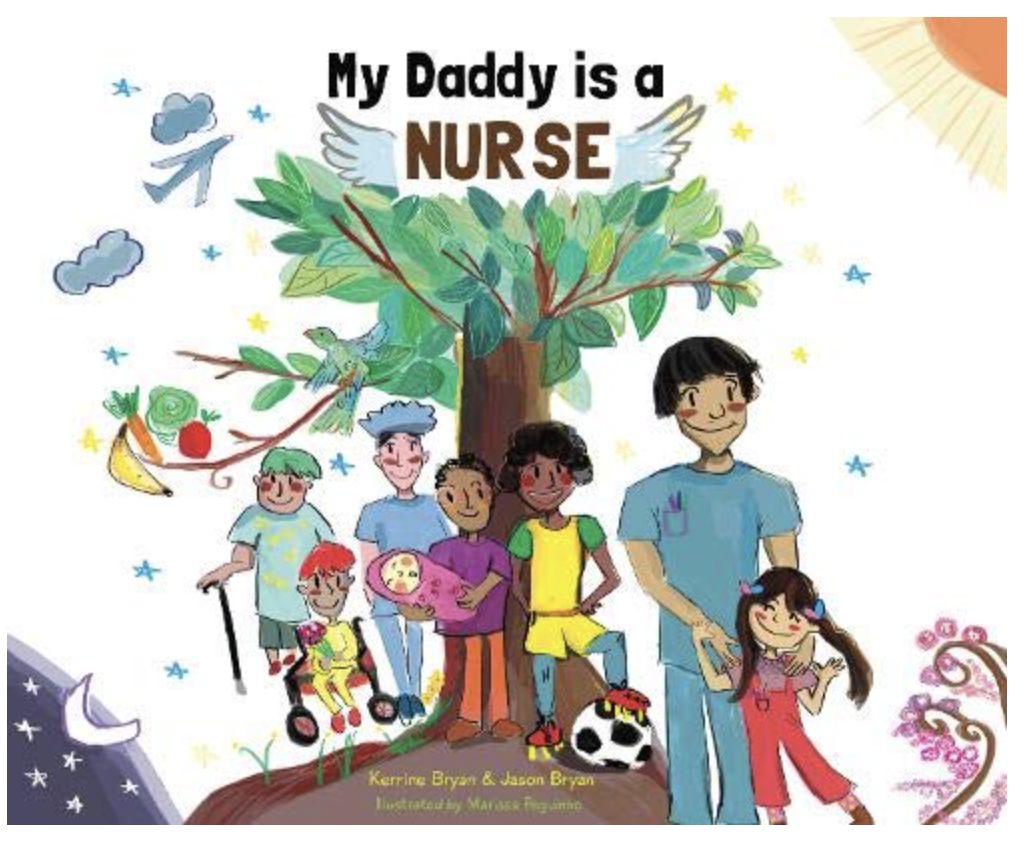 My Daddy is a
NURSE
Kerrine Bryan & Jason Bryan
Illustrated by Marissa Peguinho